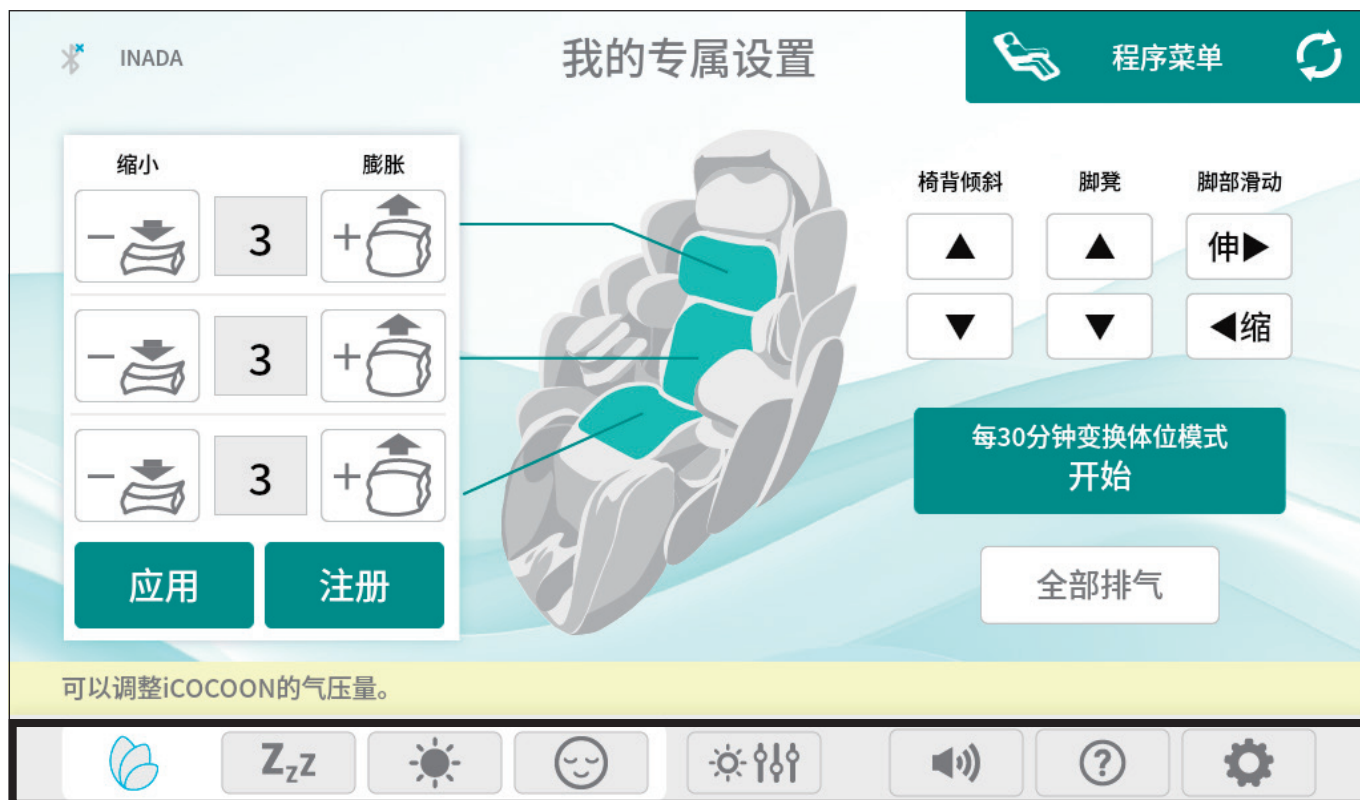 INADA
我的专属设置
程序菜单
缩小
膨胀
3
3
3
应用
注册
椅背倾斜
脚凳
脚部滑动
伸▶
◀缩
每30分钟变换体位模式
开始
全部排气
可以调整iCOCOON的气压量。
ZZZ